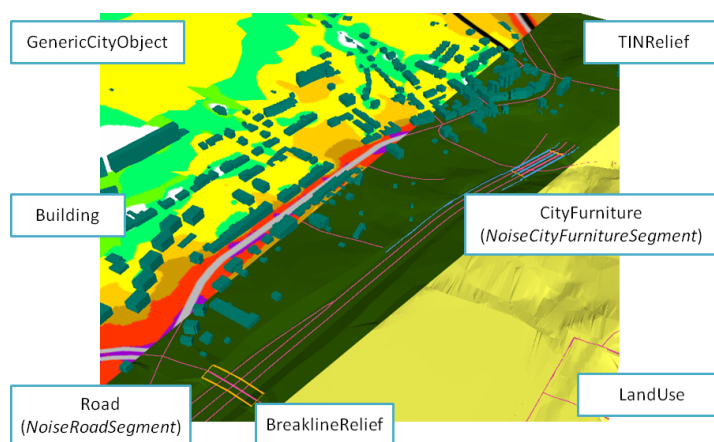 GenericCityObject
TINRelief
Building
CityFurniture
(NoiseCityFurnitureSegment)
Road
(NoiseRoadSegment)
BreaklineRelief
LandUse